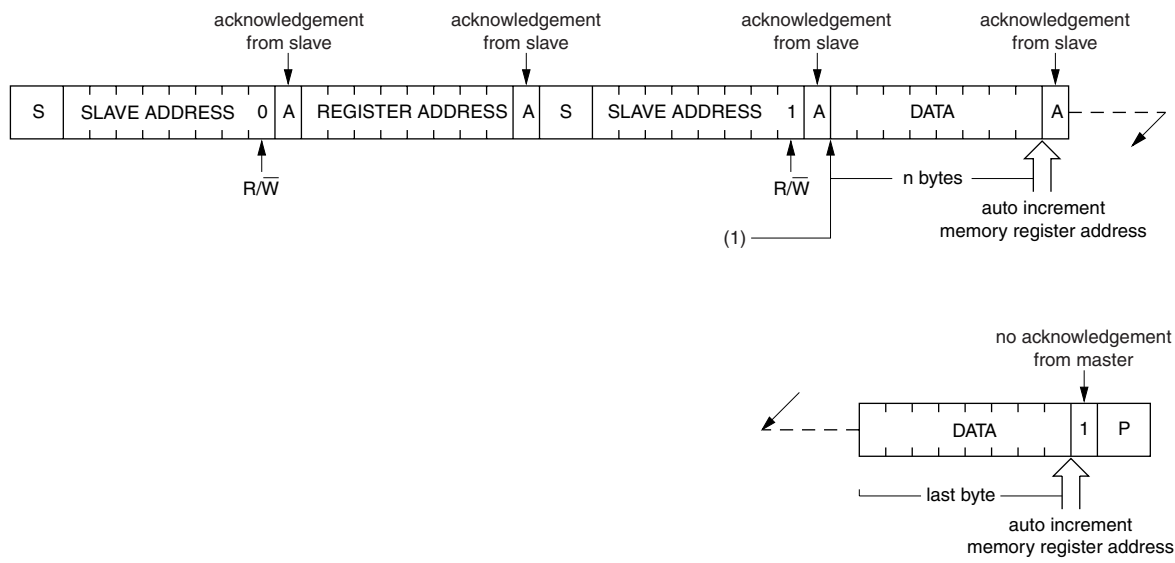 acknowledgement
from slave
acknowledgement
from slave
acknowledgement
from slave
acknowledgement
from slave
S SLAVE ADDRESS 0 A REGISTER ADDRESS A S SLAVE ADDRESS 1 A DATA A
R/W̅
R/W̅
n bytes
auto increment
memory register address
(1)
no acknowledgement
from master
DATA 1 P
last byte
auto increment
memory register address